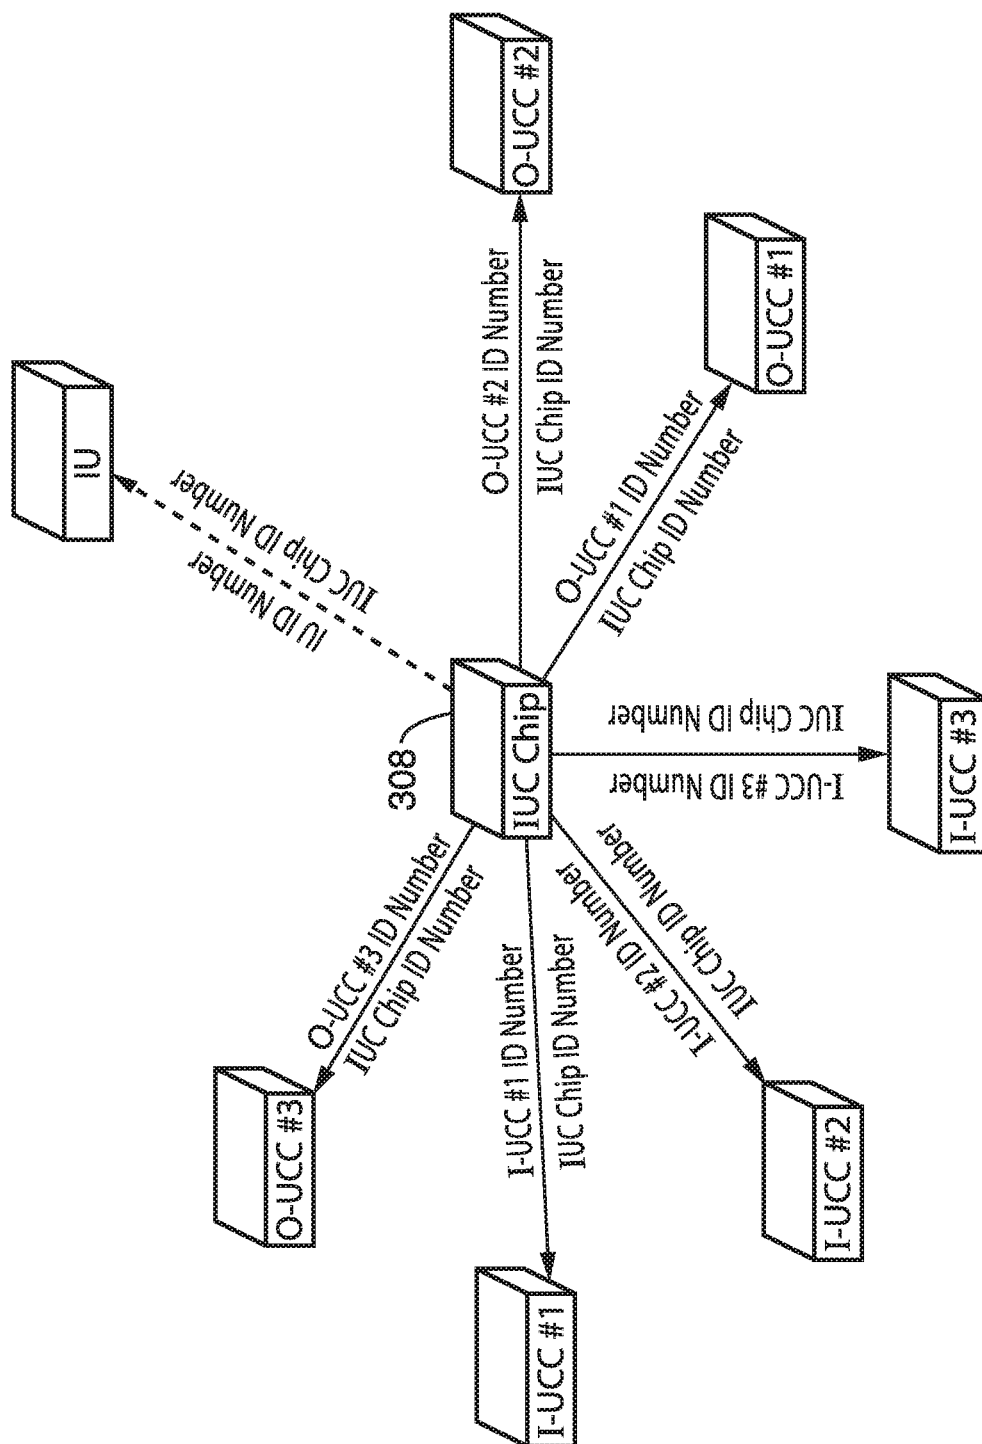 IU
O-UCC #2
O-UCC #1
I-UCC #3
I-UCC #2
I-UCC #1
O-UCC #3
IUC Chip
308
IU ID Number
IUC Chip ID Number
O-UCC #2 ID Number
IUC Chip ID Number
O-UCC #1 ID Number
IUC Chip ID Number
IUC Chip ID Number
I-UCC #3 ID Number
I-UCC #2 ID Number
IUC Chip ID Number
I-UCC #1 ID Number
IUC Chip ID Number
O-UCC #3 ID Number
IUC Chip ID Number